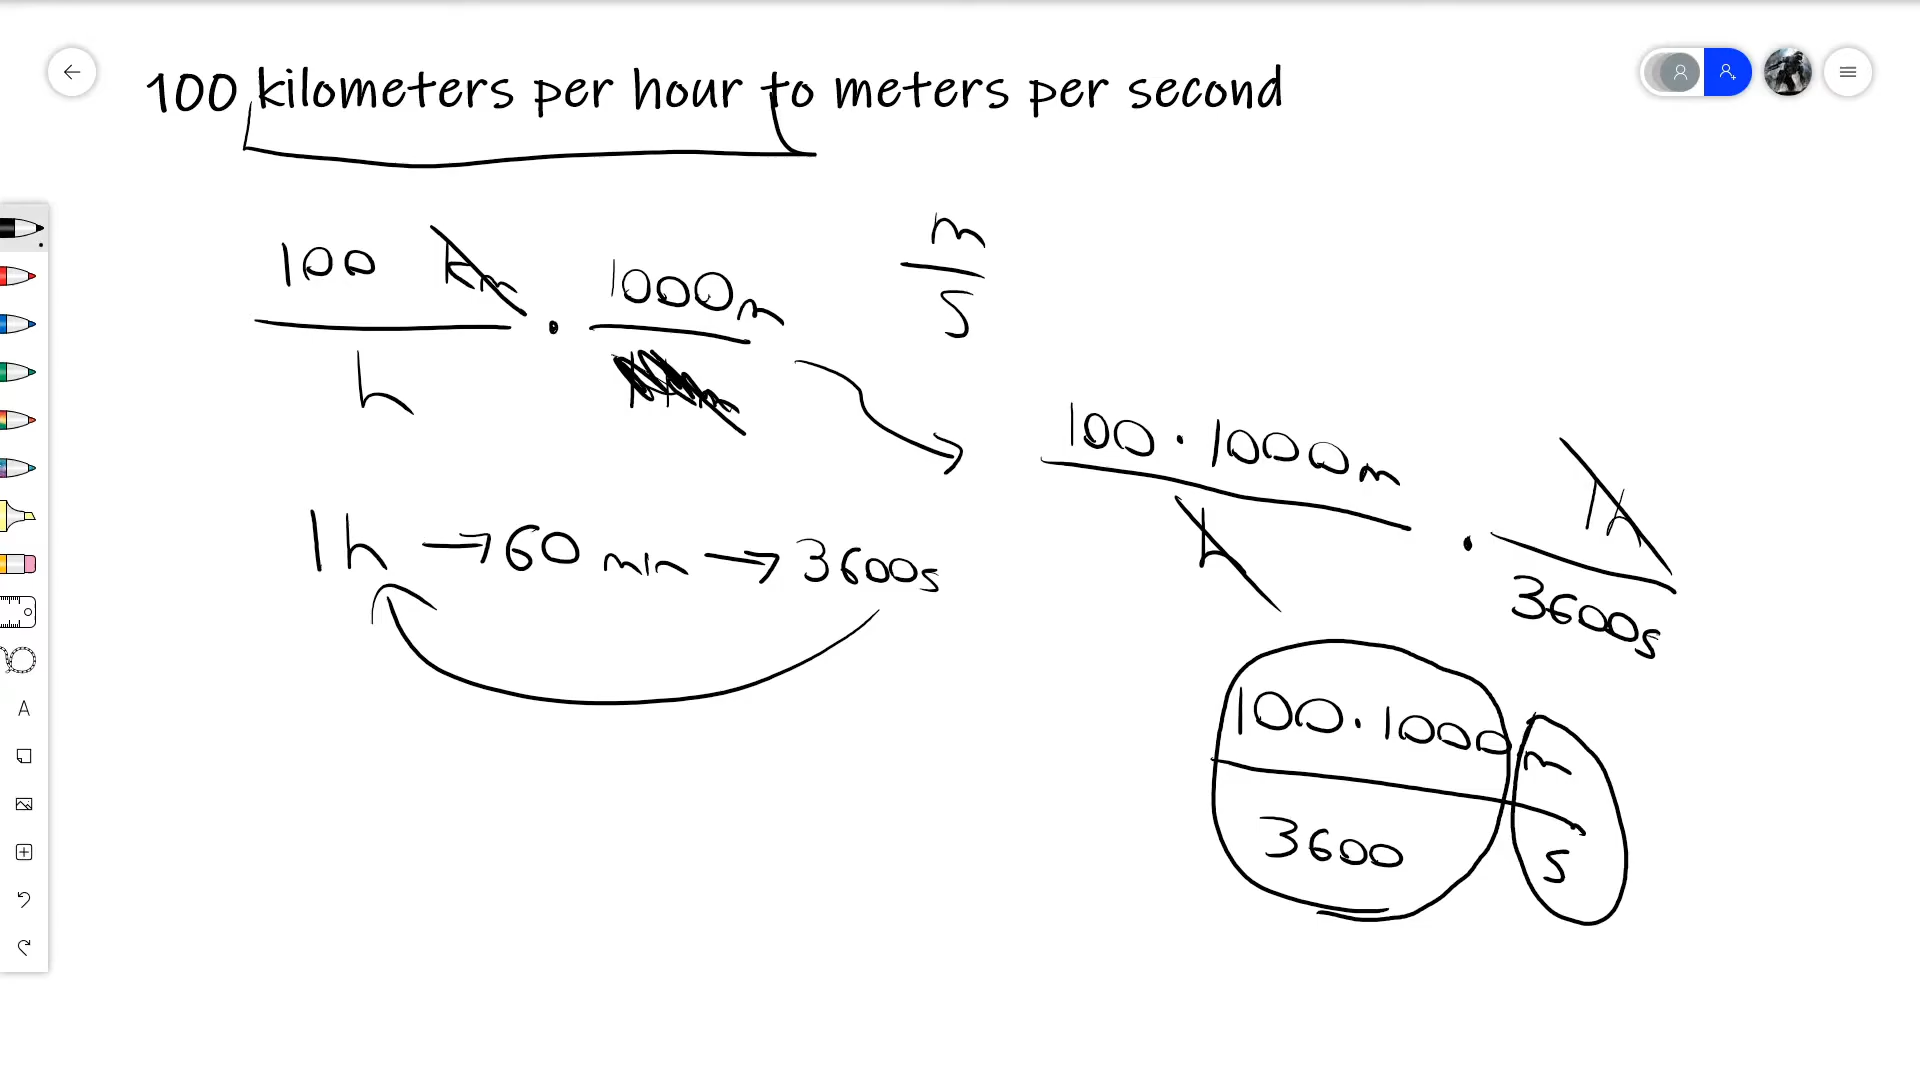 100 kilometers per hour to meters per second
100 km
h
·
1000m
m
s
1h → 60 min → 3600s
100 · 1000m
h
·
1h
3600s
100 · 1000 m
3600 s
A